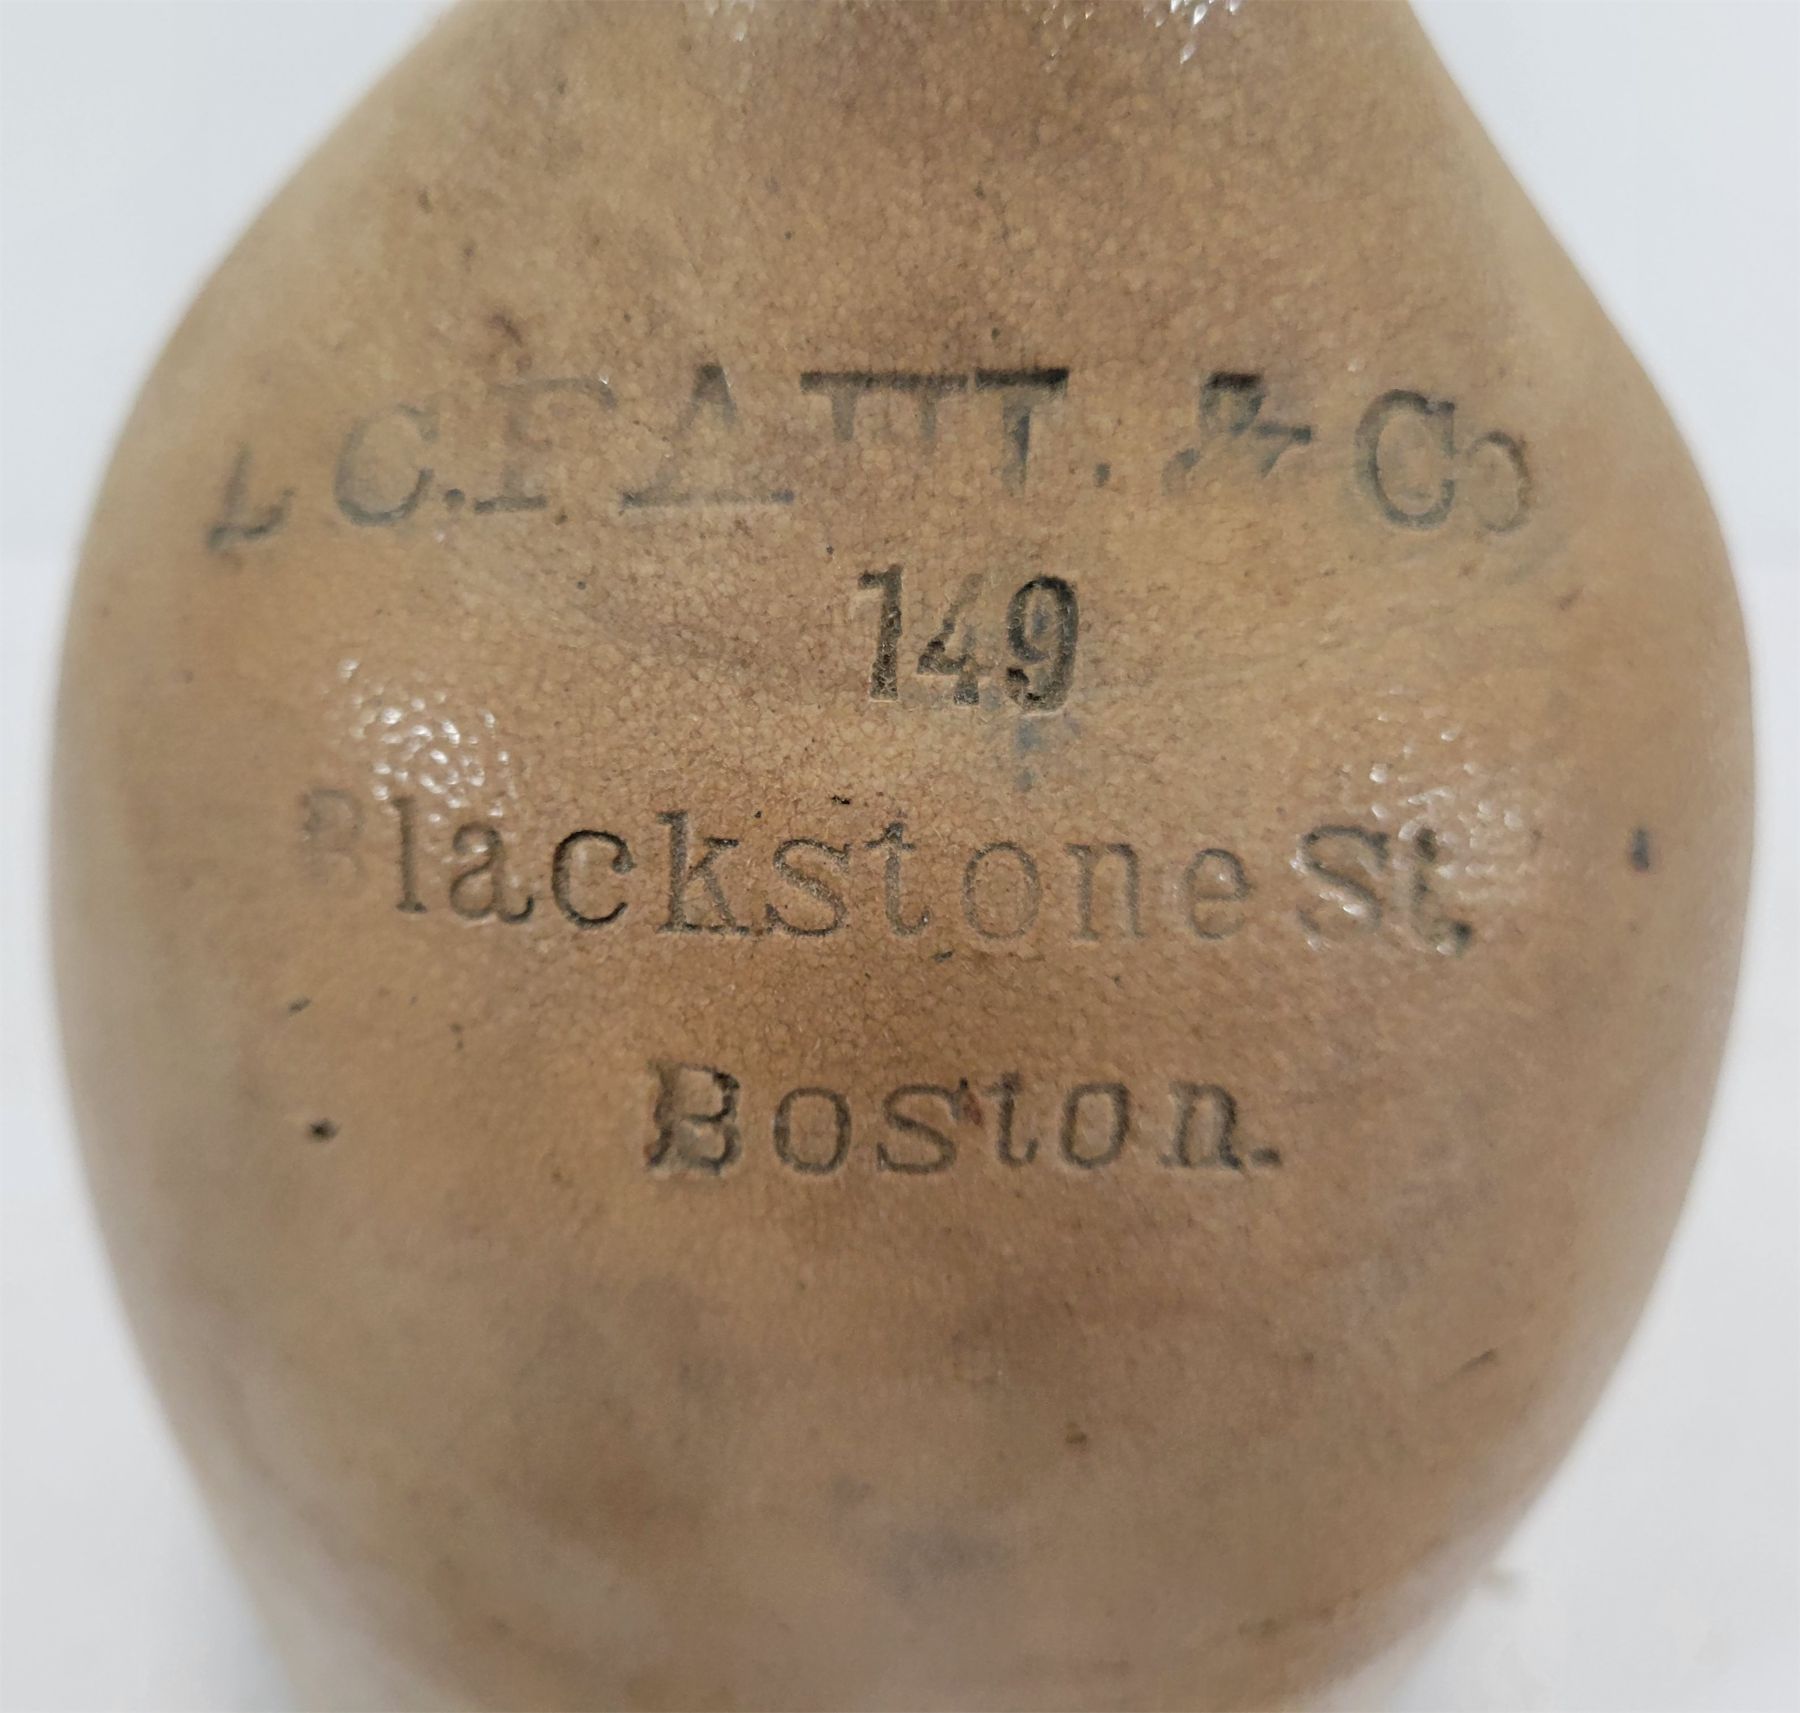 L C. & Co
149
Blackstone St.
Boston.